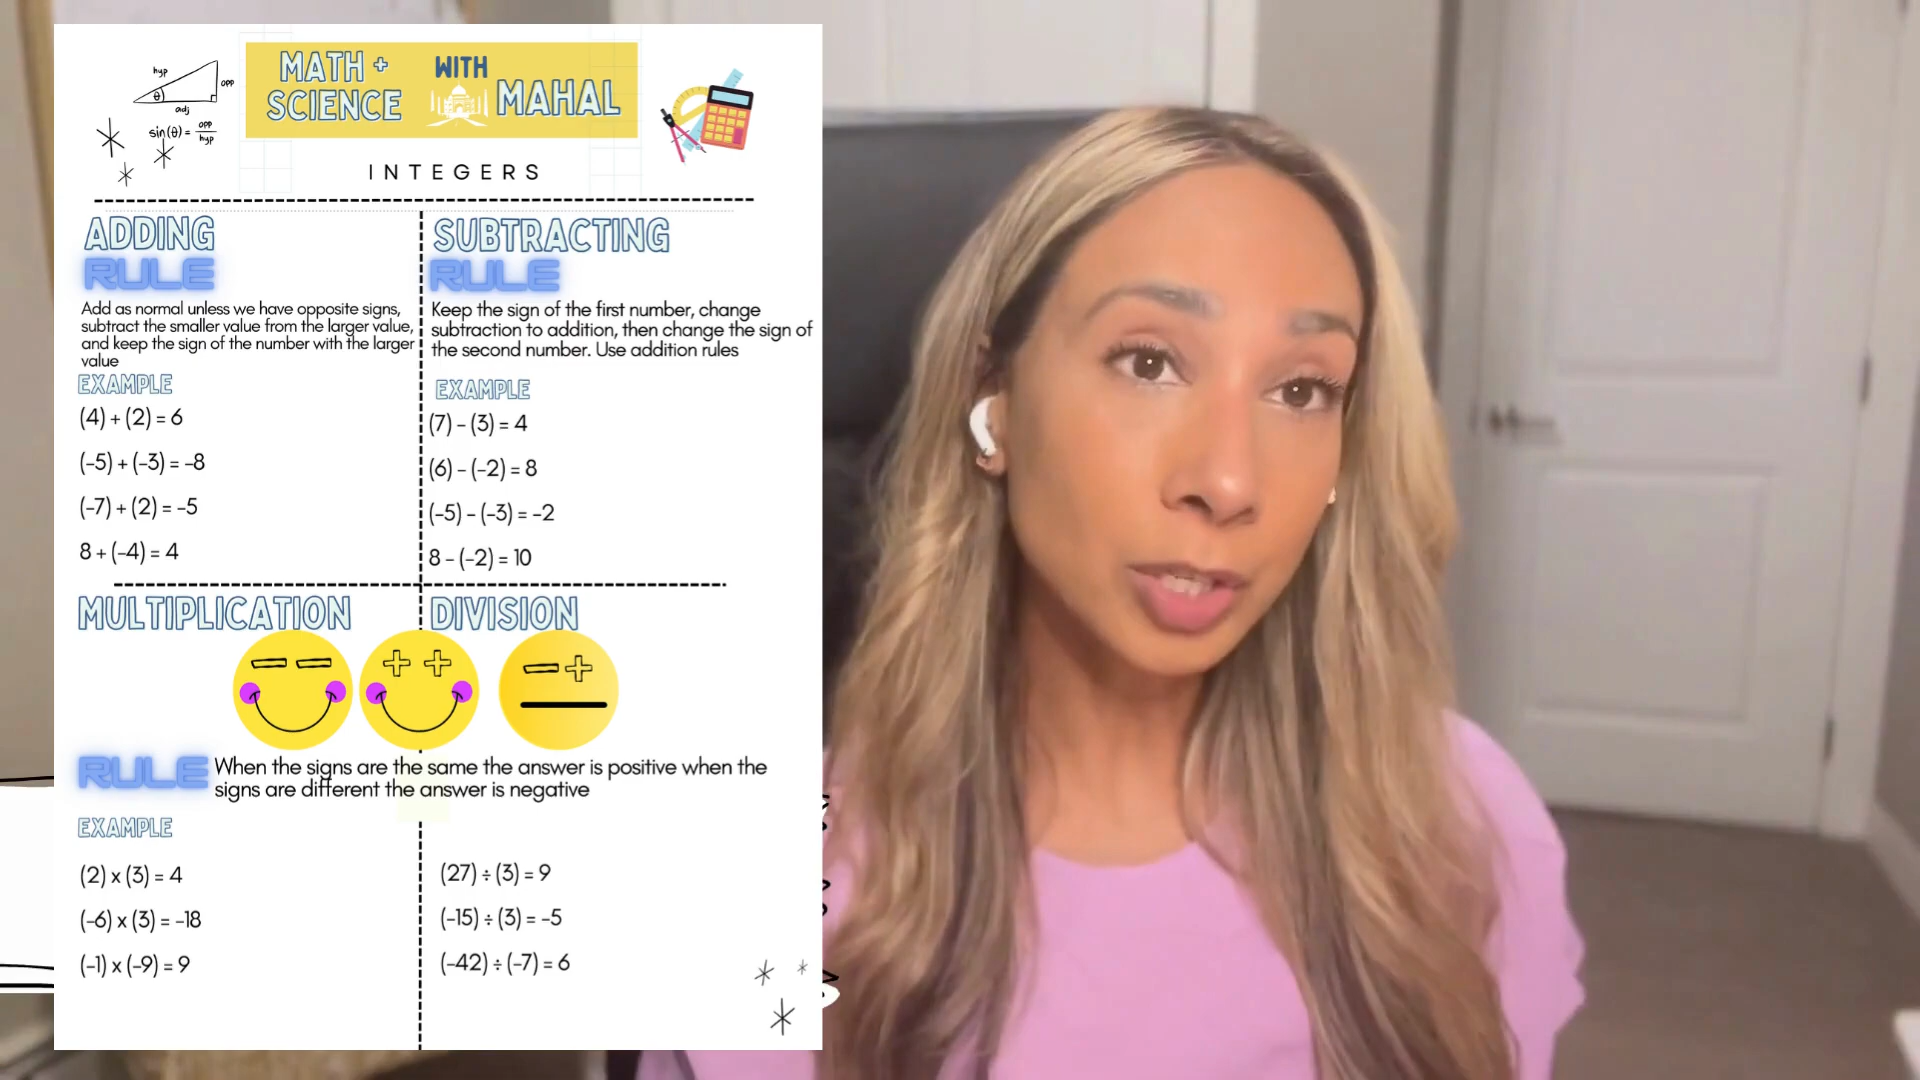 hyp
opp
θ
adj
sin(θ) = opp
hyp
MATH +
SCIENCE
WITH
MAHAL
INTEGERS
ADDING
RULE
Add as normal unless we have opposite signs,
subtract the smaller value from the larger value,
and keep the sign of the number with the larger
value
EXAMPLE
(4) + (2) = 6
(-5) + (-3) = -8
(-7) + (2) = -5
8 + (-4) = 4
SUBTRACTING
RULE
Keep the sign of the first number, change
subtraction to addition, then change the sign of
the second number. Use addition rules
EXAMPLE
(7) - (3) = 4
(6) - (-2) = 8
(-5) - (-3) = -2
8 - (-2) = 10
MULTIPLICATION
DIVISION
− −
+ +
− +
RULE
When the signs are the same the answer is positive when the
signs are different the answer is negative
EXAMPLE
(2) x (3) = 4
(-6) x (3) = -18
(-1) x (-9) = 9
(27) ÷ (3) = 9
(-15) ÷ (3) = -5
(-42) ÷ (-7) = 6